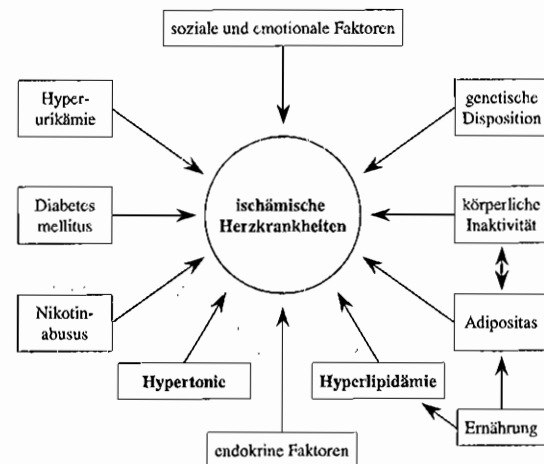 soziale und emotionale Faktoren
Hyper-
urikämie
genetische
Disposition
ischämische
Herzkrankheiten
Diabetes
mellitus
körperliche
Inaktivität
Nikotin-
abusus
Adipositas
Hypertonie
Hyperlipidämie
Ernährung
endokrine Faktoren